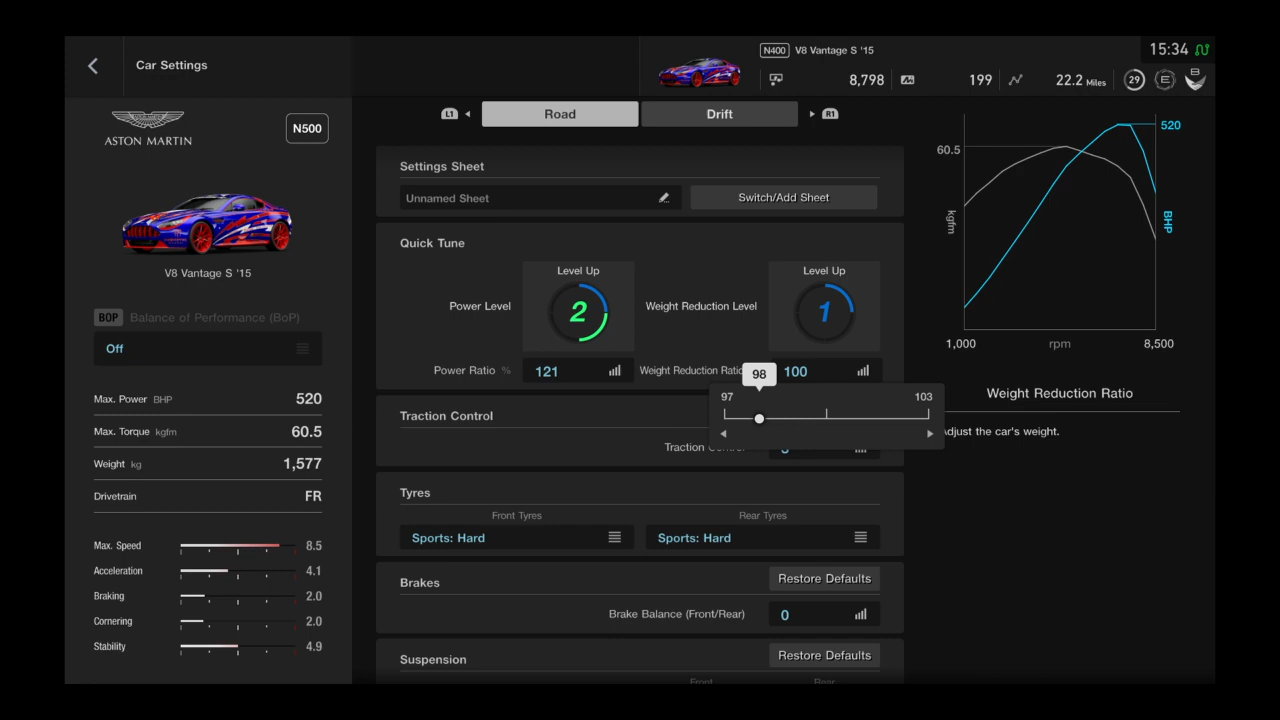 Car Settings
N400 V8 Vantage S '15
15:34
8,798
199
22.2 Miles
29
E
B
ASTON MARTIN
N500
V8 Vantage S '15
BOP Balance of Performance (BoP)
Off
Max. Power BHP 520
Max. Torque kgfm 60.5
Weight kg 1,577
Drivetrain FR
Max. Speed 8.5
Acceleration 4.1
Braking 2.0
Cornering 2.0
Stability 4.9
L1 Road Drift R1
Settings Sheet
Unnamed Sheet Switch/Add Sheet
Quick Tune
Level Up Level Up
Power Level 2 Weight Reduction Level 1
Power Ratio % 121 Weight Reduction Ratio 100
98
97 103
Traction Control
Traction
Tyres
Front Tyres Rear Tyres
Sports: Hard Sports: Hard
Brakes Restore Defaults
Brake Balance (Front/Rear) 0
Suspension Restore Defaults
Front Rear
520
60.5
kgfm
BHP
1,000 rpm 8,500
Weight Reduction Ratio
Adjust the car's weight.